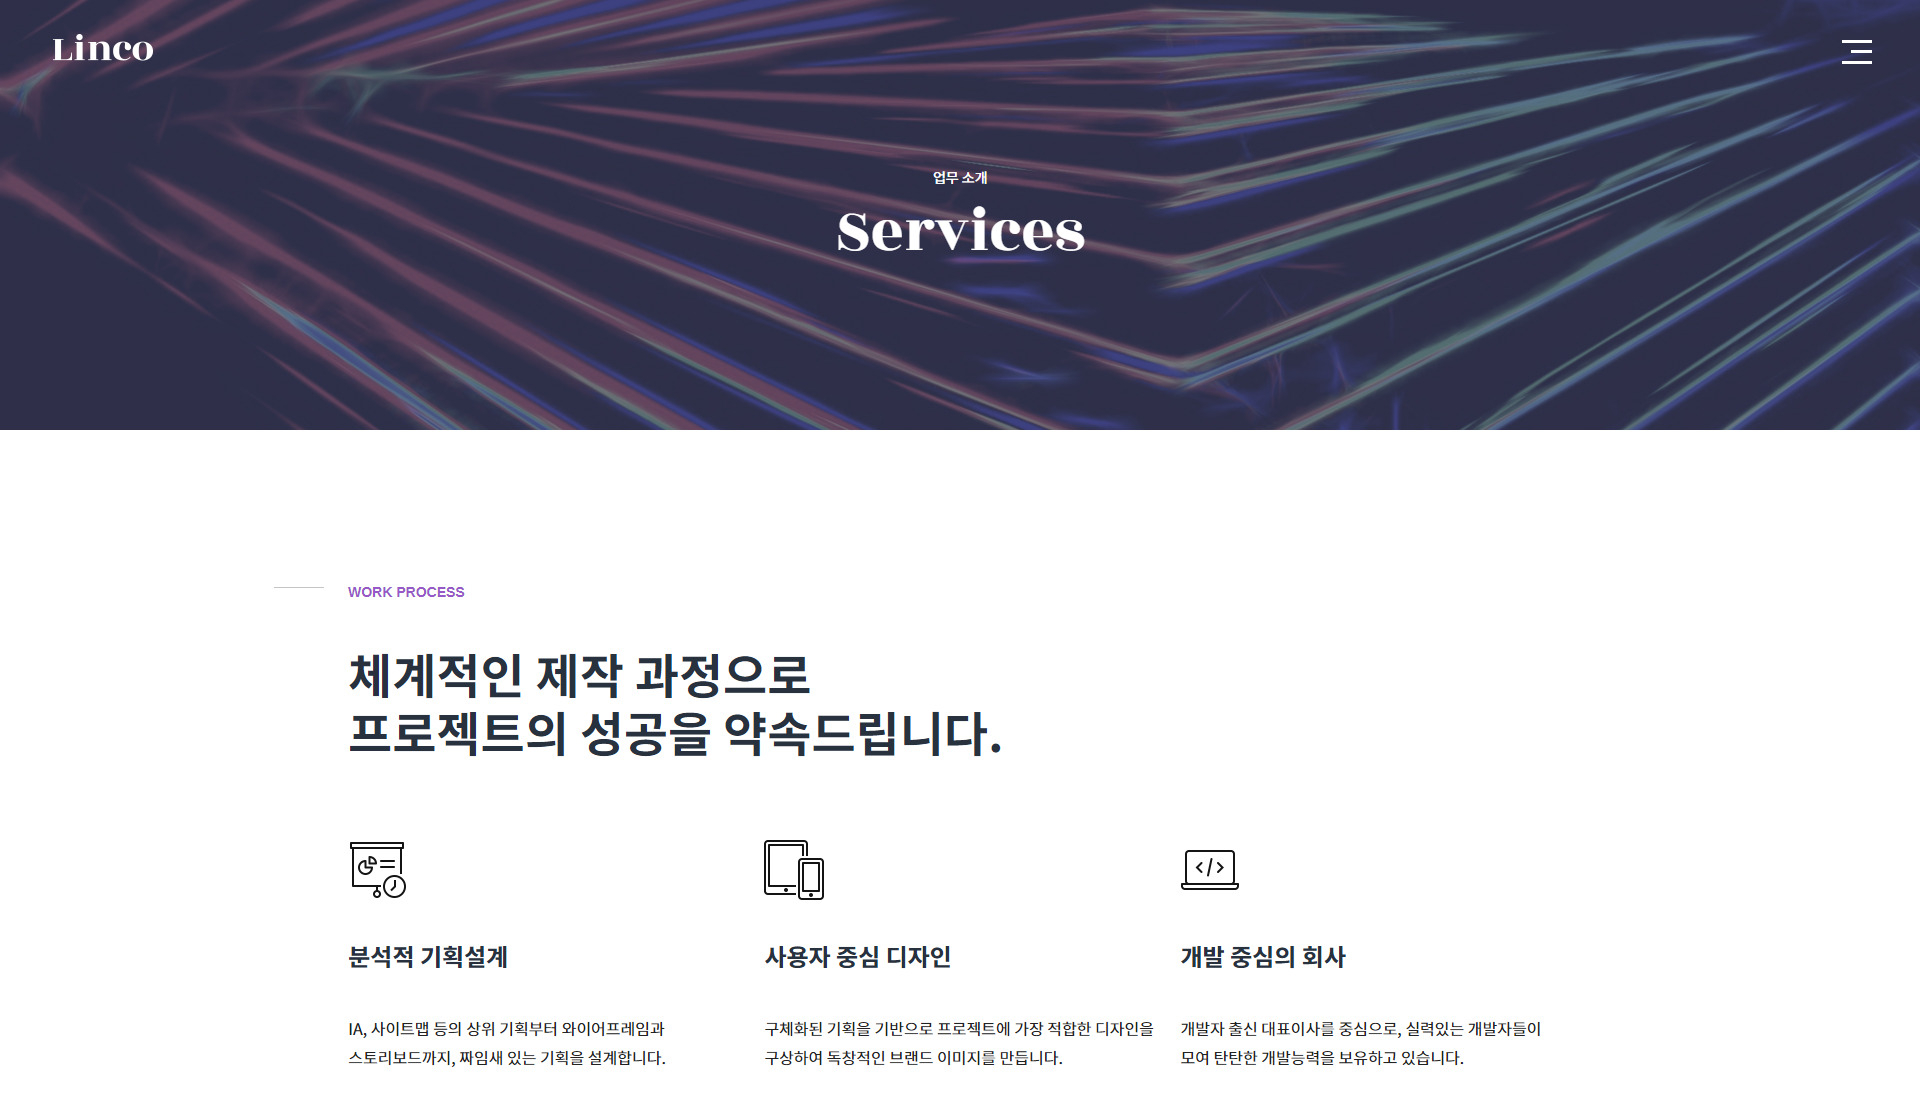 Linco
업무 소개
Services
WORK PROCESS
체계적인 제작 과정으로
프로젝트의 성공을 약속드립니다.
분석적 기획설계
IA, 사이트맵 등의 상위 기획부터 와이어프레임과
스토리보드까지, 짜임새 있는 기획을 설계합니다.
사용자 중심 디자인
구체화된 기획을 기반으로 프로젝트에 가장 적합한 디자인을
구상하여 독창적인 브랜드 이미지를 만듭니다.
개발 중심의 회사
개발자 출신 대표이사를 중심으로, 실력있는 개발자들이
모여 탄탄한 개발능력을 보유하고 있습니다.